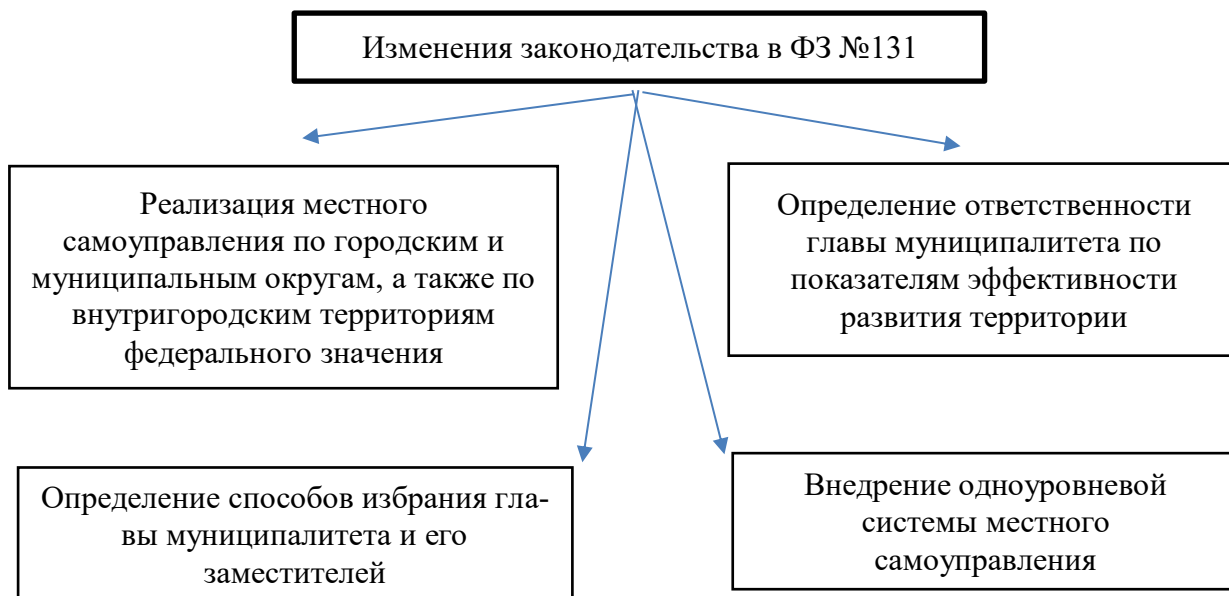 Изменения законодательства в ФЗ №131
Реализация местного
самоуправления по городским и
муниципальным округам, а также по
внутригородским территориям
федерального значения
Определение ответственности
главы муниципалитета по
показателям эффективности
развития территории
Определение способов избрания гла-
вы муниципалитета и его
заместителей
Внедрение одноуровневой
системы местного
самоуправления